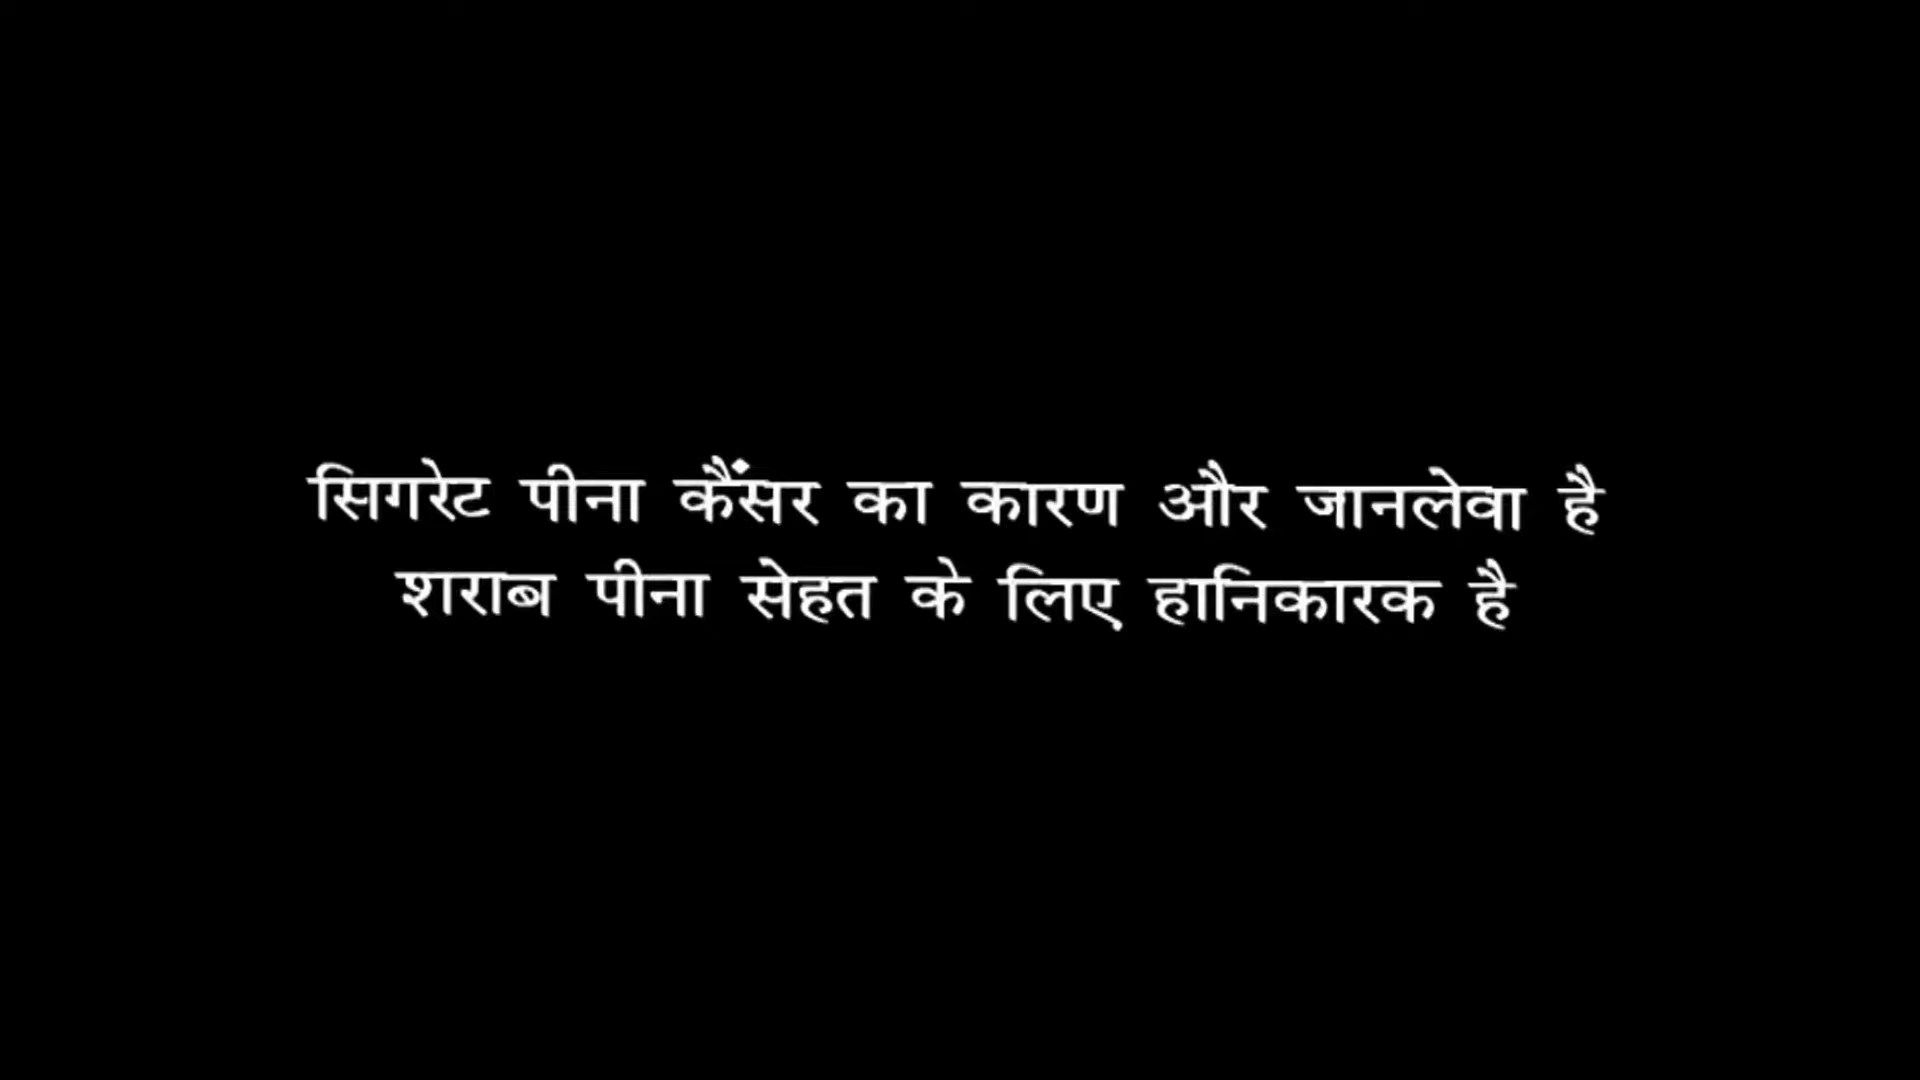 सिगरेट पीना कैंसर का कारण और जानलेवा है
शराब पीना सेहत के लिए हानिकारक है